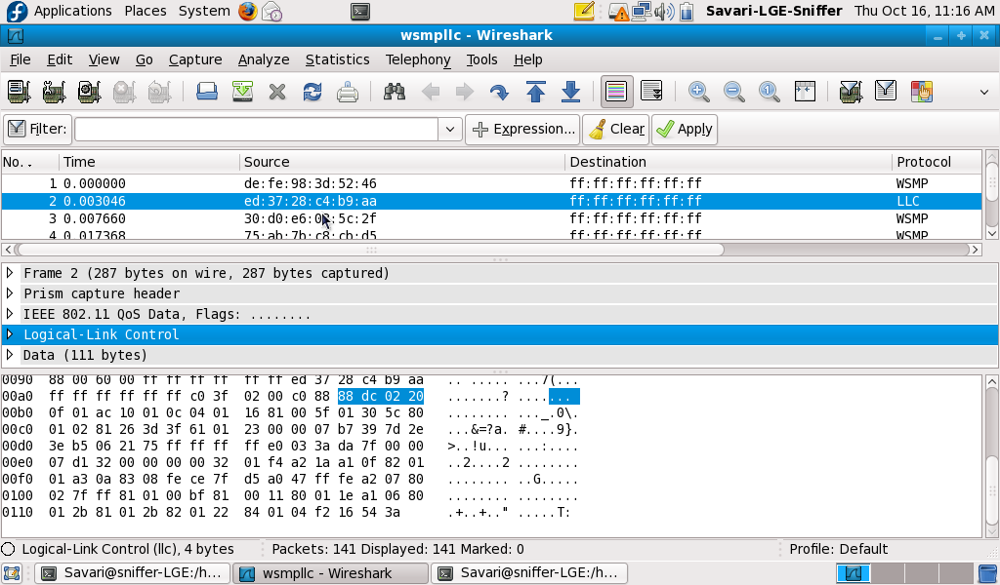 Applications Places System Savari-LGE-Sniffer Thu Oct 16, 11:16 AM
wsmpllc - Wireshark
File Edit View Go Capture Analyze Statistics Telephony Tools Help
Filter: Expression... Clear Apply
No. . Time Source Destination Protocol
1 0.000000 de:fe:98:3d:52:46 ff:ff:ff:ff:ff:ff WSMP
2 0.003046 ed:37:28:c4:b9:aa ff:ff:ff:ff:ff:ff LLC
3 0.007660 ff:ff:ff:ff:ff:ff WSMP
4 0.017368 75:ab:7b:c8:cb:d5 ff:ff:ff:ff:ff:ff WSMP
Frame 2 (287 bytes on wire, 287 bytes captured)
Prism capture header
IEEE 802.11 QoS Data, Flags: ........
Logical-Link Control
Data (111 bytes)
0090 88 00 60 00 ff ff ff ff ff ff ed 37 28 c4 b9 aa ..`..... ...7(...
00a0 ff ff ff ff ff ff c0 3f 02 00 c0 88 88 dc 02 20 .......? .......
00b0 0f 01 ac 10 01 0c 04 01 16 81 00 5f 01 30 5c 80 ........ ..._.0\.
00c0 01 02 81 26 3d 3f 61 01 23 00 00 07 b7 39 7d 2e ...&=?a. #....9}.
00d0 3e b5 06 21 75 ff ff ff ff e0 03 3a da 7f 00 00 >..!u... ...:....
00e0 07 d1 32 00 00 00 00 32 01 f4 a2 1a a1 0f 82 01 ..2....2 ........
00f0 01 a3 0a 83 08 fe ce 7f d5 a0 47 ff fe a2 07 80 ........ ..G.....
0100 02 7f ff 81 01 00 bf 81 00 11 80 01 1e a1 06 80 ........ ........
0110 01 2b 81 01 2b 82 01 22 84 01 04 f2 16 54 3a .+..+.." .....T:
Logical-Link Control (llc), 4 bytes Packets: 141 Displayed: 141 Marked: 0 Profile: Default
Savari@sniffer-LGE:/h... wsmpllc - Wireshark Savari@sniffer-LGE:/h...